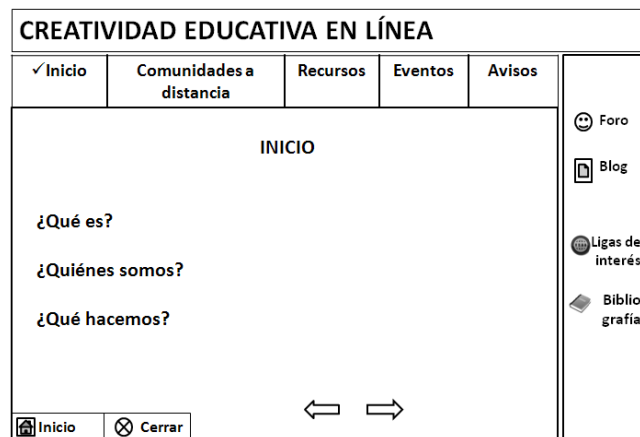 CREATIVIDAD EDUCATIVA EN LÍNEA
✓Inicio
Comunidades a
distancia
Recursos
Eventos
Avisos
INICIO
¿Qué es?
¿Quiénes somos?
¿Qué hacemos?
Foro
Blog
Ligas de
interés
Biblio
grafía
Inicio
Cerrar